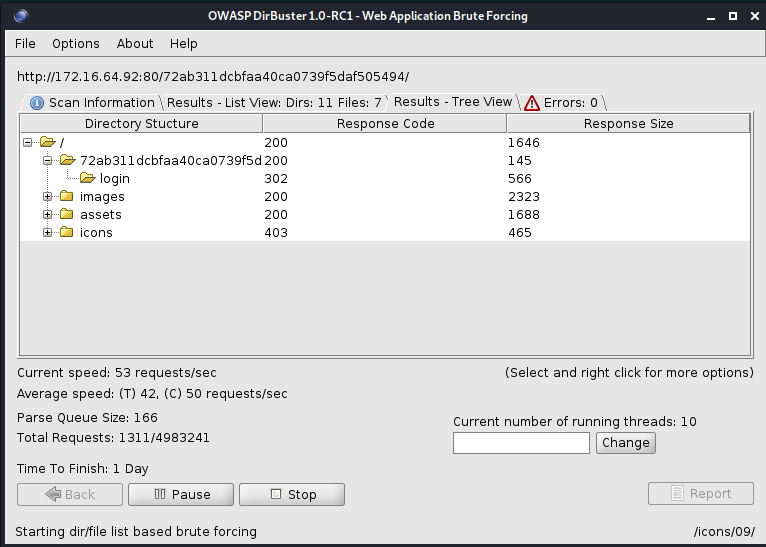 OWASP DirBuster 1.0-RC1 - Web Application Brute Forcing
File Options About Help
http://172.16.64.92:80/72ab311dcbfaa40ca0739f5daf505494/
Scan Information Results - List View: Dirs: 11 Files: 7 Results - Tree View Errors: 0
Directory Stucture Response Code Response Size
/ 200 1646
72ab311dcbfaa40ca0739f5d 200 145
login 302 566
images 200 2323
assets 200 1688
icons 403 465
Current speed: 53 requests/sec (Select and right click for more options)
Average speed: (T) 42, (C) 50 requests/sec
Parse Queue Size: 166
Current number of running threads: 10
Total Requests: 1311/4983241
Change
Time To Finish: 1 Day
Back Pause Stop Report
Starting dir/file list based brute forcing /icons/09/